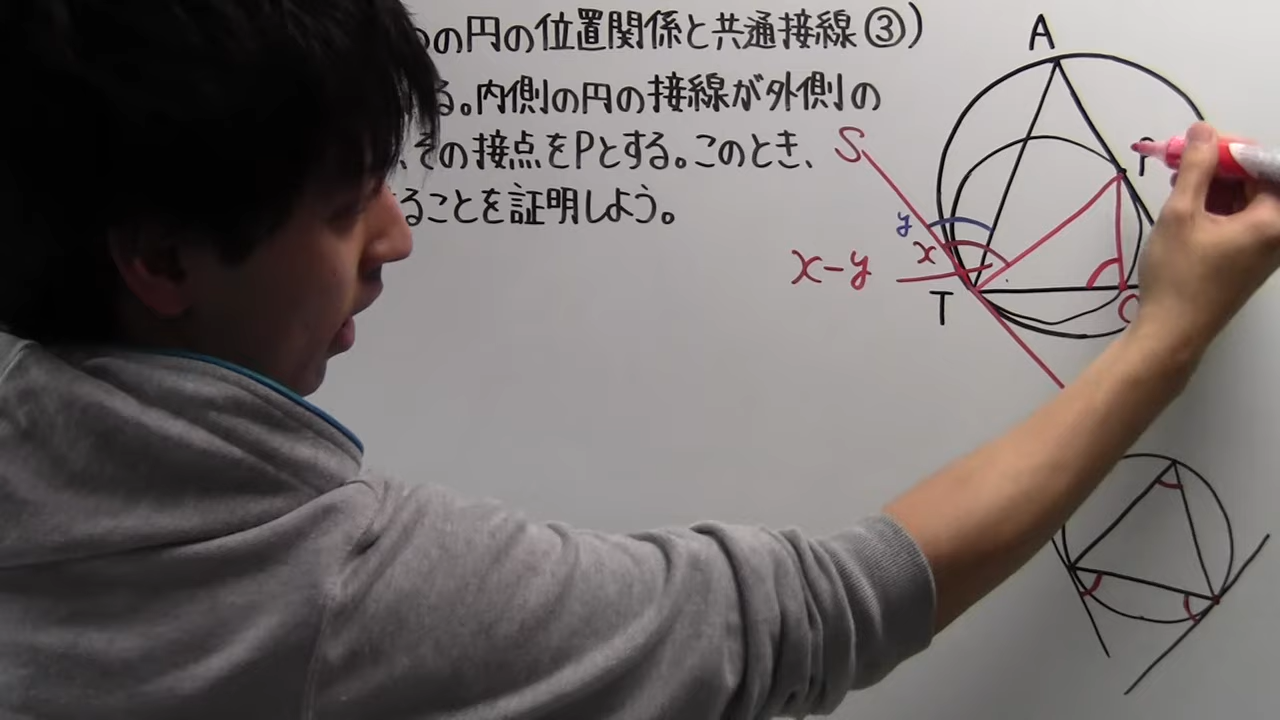 の円の位置関係と共通接線③)
る。内側の円の接線が外側の
、その接点をPとする。このとき、
ることを証明しよう。
A
S
P
y
x
x-y
T